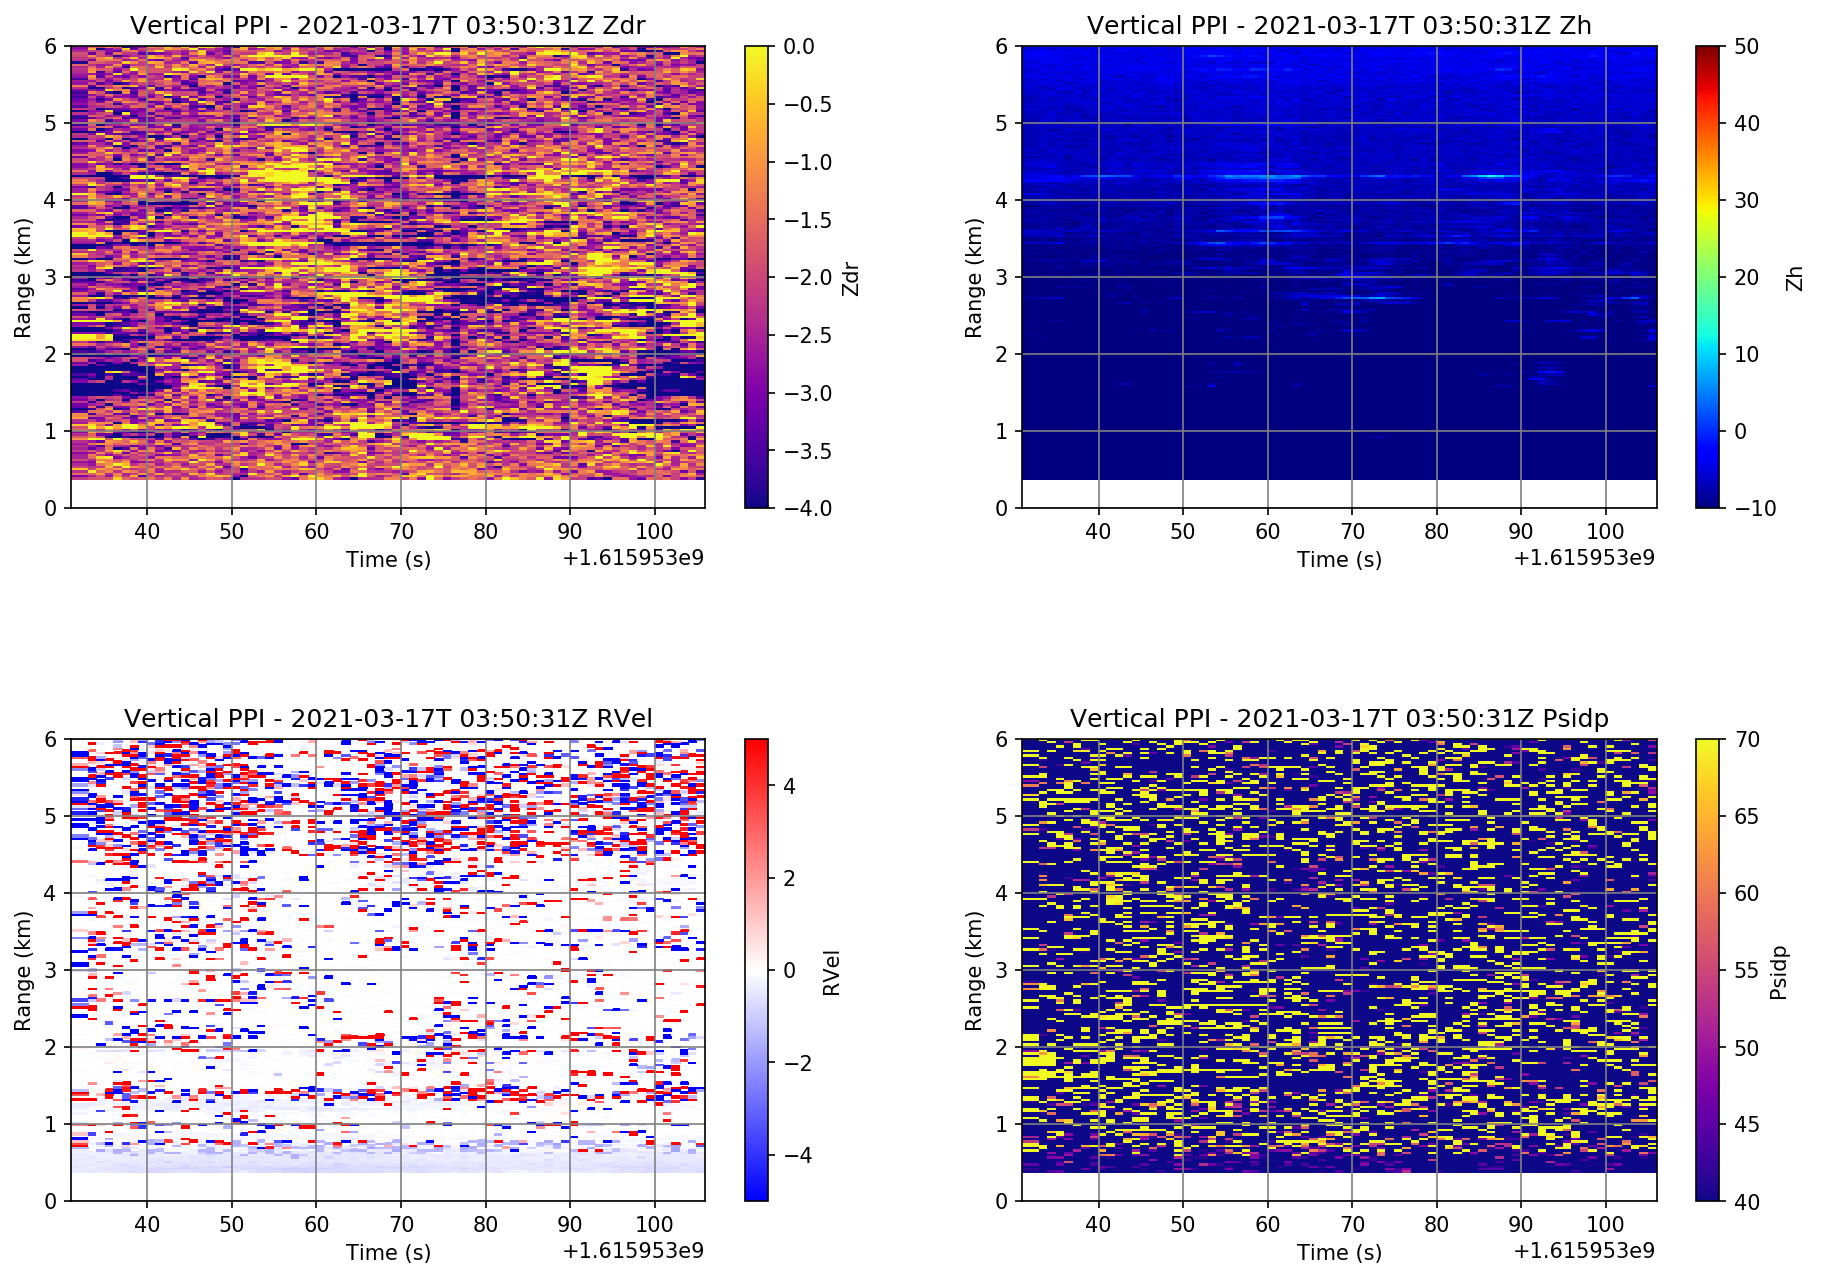 Vertical PPI - 2021-03-17T 03:50:31Z Zdr
6
5
4
3
2
1
0
Range (km)
40 50 60 70 80 90 100
Time (s)
+1.615953e9
0.0
−0.5
−1.0
−1.5
−2.0
−2.5
−3.0
−3.5
−4.0
Zdr
Vertical PPI - 2021-03-17T 03:50:31Z Zh
6
5
4
3
2
1
0
Range (km)
40 50 60 70 80 90 100
Time (s)
+1.615953e9
50
40
30
20
10
0
−10
Zh
Vertical PPI - 2021-03-17T 03:50:31Z RVel
6
5
4
3
2
1
0
Range (km)
40 50 60 70 80 90 100
Time (s)
+1.615953e9
4
2
0
−2
−4
RVel
Vertical PPI - 2021-03-17T 03:50:31Z Psidp
6
5
4
3
2
1
0
Range (km)
40 50 60 70 80 90 100
Time (s)
+1.615953e9
70
65
60
55
50
45
40
Psidp